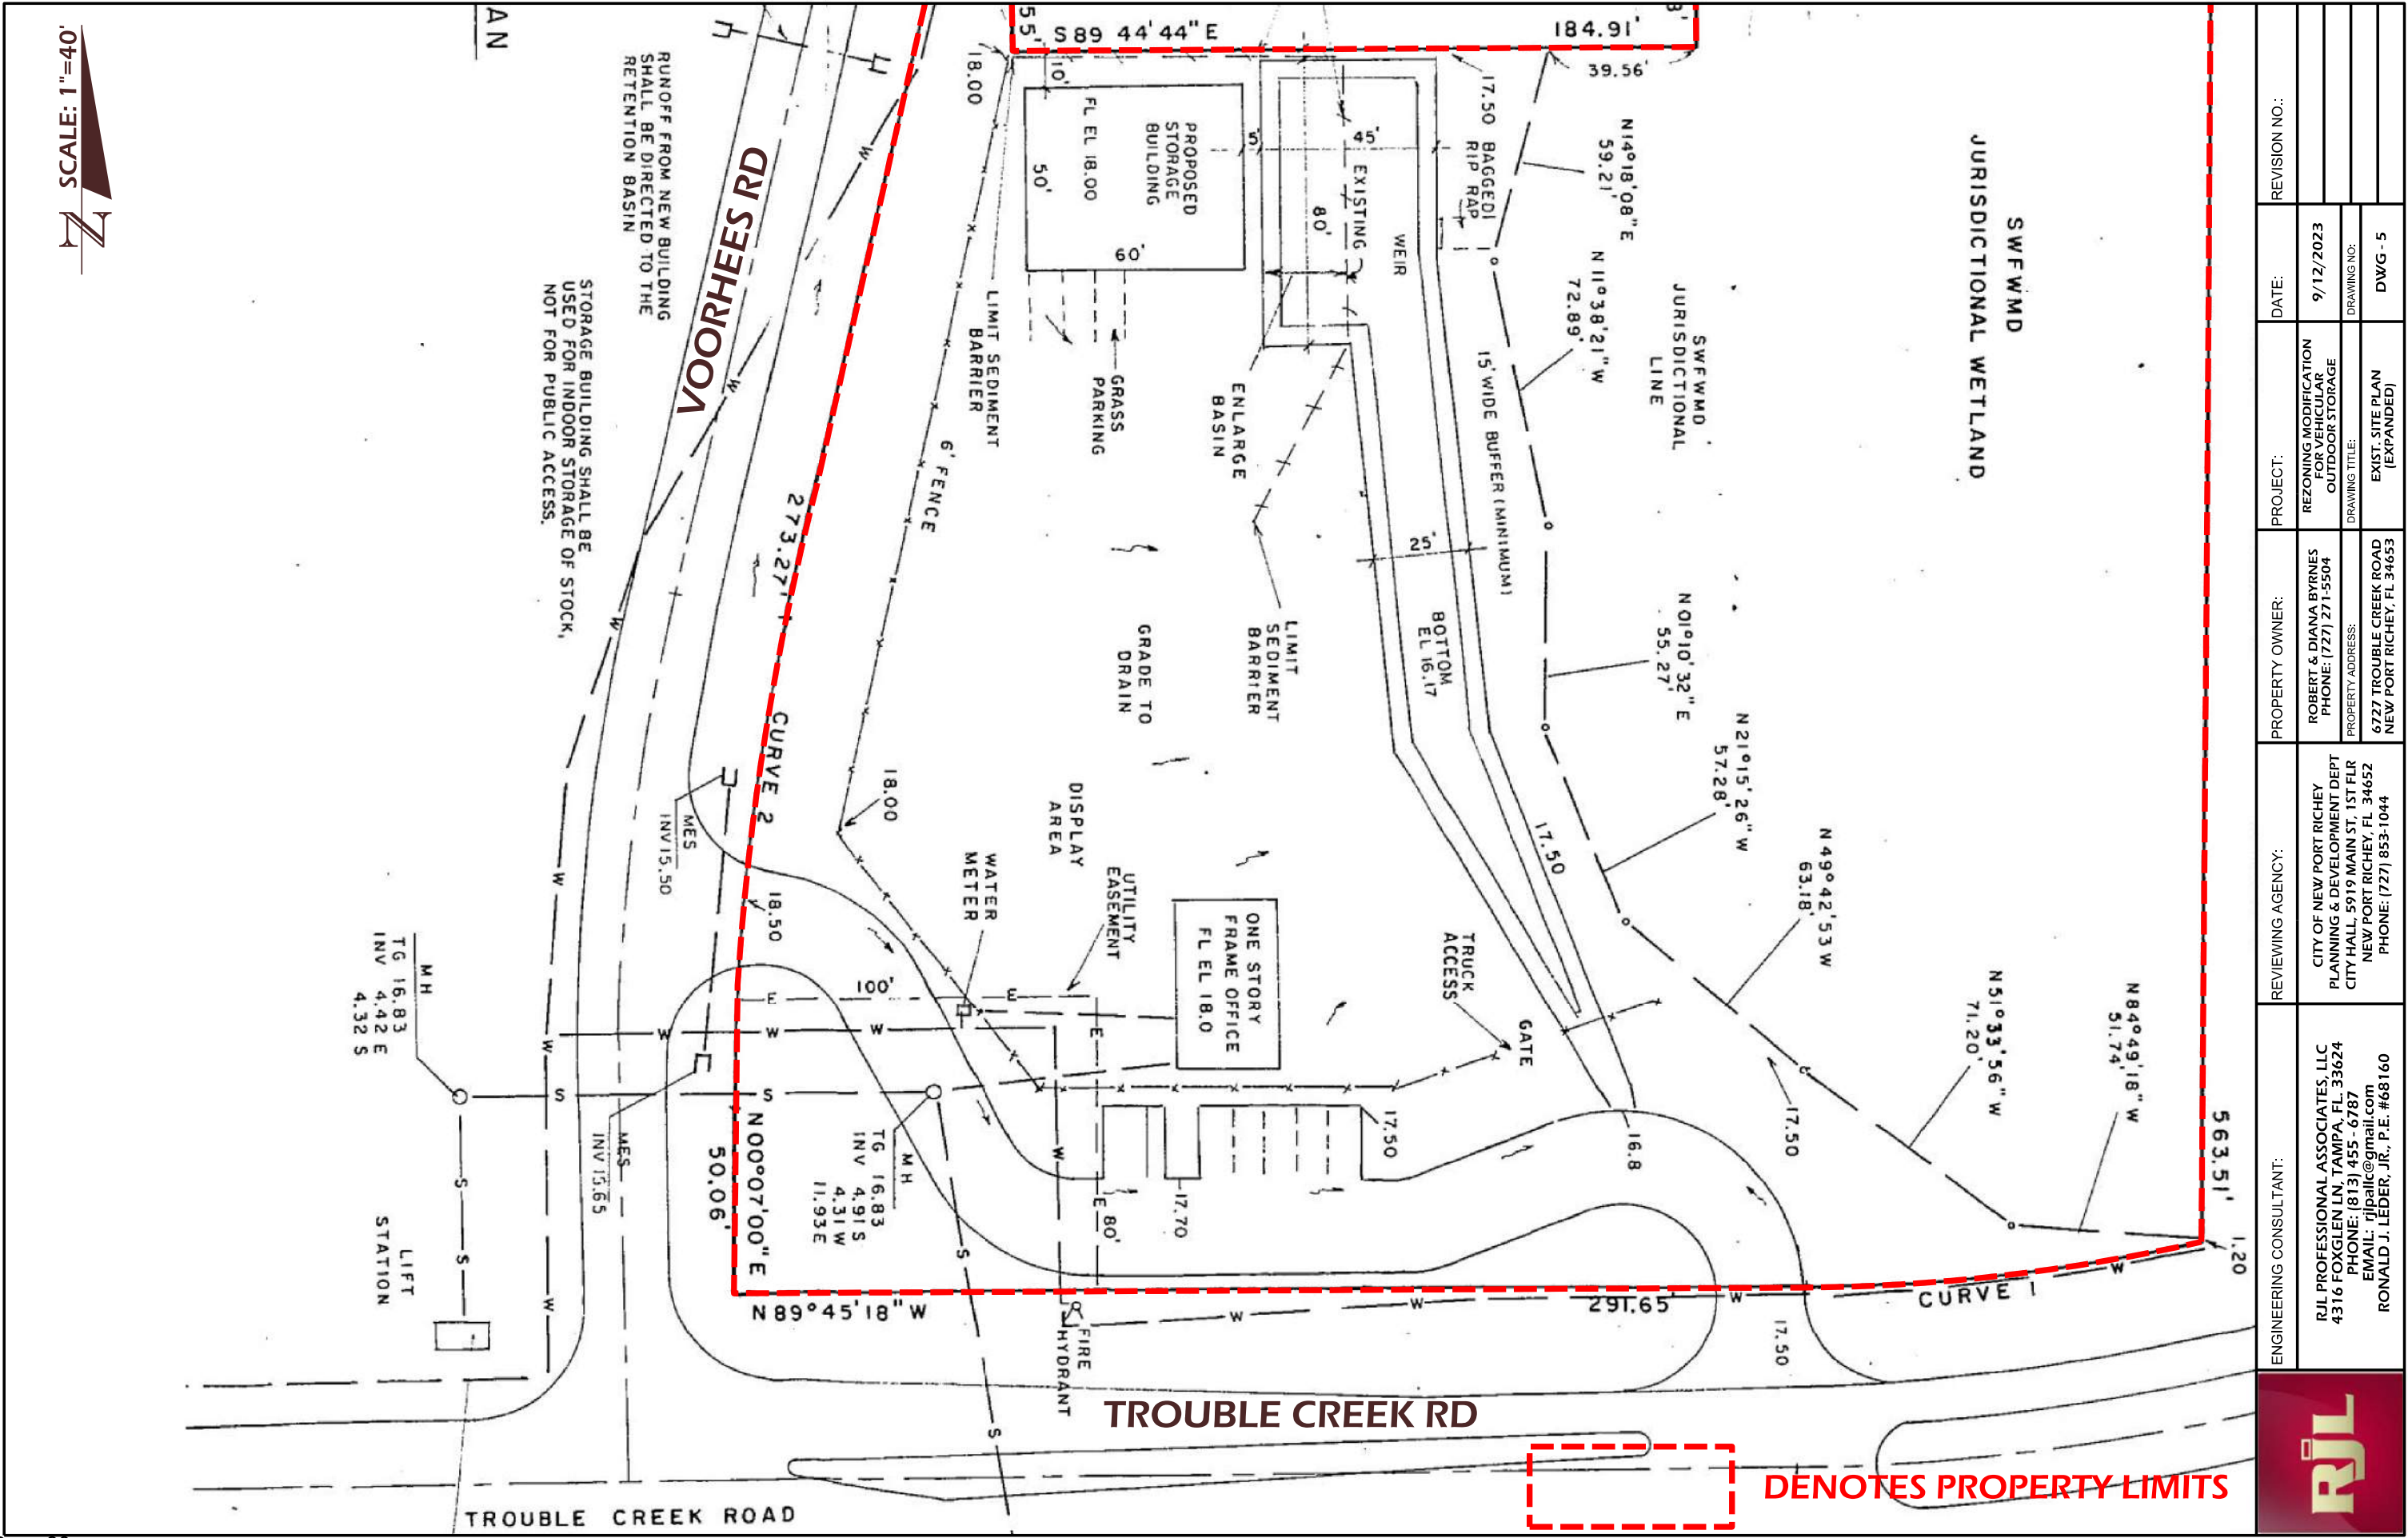 SCALE: 1"=40'
N
AN
RUNOFF FROM NEW BUILDING
SHALL BE DIRECTED TO THE
RETENTION BASIN
STORAGE BUILDING SHALL BE
USED FOR INDOOR STORAGE OF STOCK,
NOT FOR PUBLIC ACCESS.
VOORHEES RD
S89 44'44"E
184.91'
39.56'
18.00
10'
FL EL 18.00
PROPOSED
STORAGE
BUILDING
50'
60'
5'
45'
EXISTING
80'
WEIR
17.50
BAGGED
RIP RAP
N14°18'08"E
59.21'
N11°38'21"W
72.89'
SWFWMD
JURISDICTIONAL
LINE
SWFWMD
JURISDICTIONAL WETLAND
LIMIT SEDIMENT
BARRIER
GRASS
PARKING
ENLARGE
BASIN
15' WIDE BUFFER (MINIMUM)
6' FENCE
273.27'
CURVE 2
25'
BOTTOM
EL 16.17
LIMIT
SEDIMENT
BARRIER
GRADE TO
DRAIN
N01°10'32"E
55.27'
N21°15'26"W
57.28'
N49°42'53"W
63.18'
N51°33'56"W
71.20'
N84°49'18"W
51.74'
563.51'
1.20
18.00
DISPLAY
AREA
WATER
METER
UTILITY
EASEMENT
ONE STORY
FRAME OFFICE
FL EL 18.0
TRUCK
ACCESS
GATE
17.50
17.50
16.8
MES
INV 15.50
18.50
100'
MH
TG 16.83
INV 4.42 E
4.32 S
MES
INV 15.65
LIFT
STATION
N00°07'00"E
50.06'
MH
TG 16.83
INV 4.91 S
4.31 W
11.93 E
80'
17.70
17.50
N89°45'18"W
291.65'
CURVE 1
FIRE
HYDRANT
17.50
TROUBLE CREEK RD
TROUBLE CREEK ROAD
DENOTES PROPERTY LIMITS
REVISION NO.:
DATE:
9/12/2023
DRAWING NO:
DWG - 5
PROJECT:
REZONING MODIFICATION
FOR VEHICULAR
OUTDOOR STORAGE
DRAWING TITLE:
EXIST. SITE PLAN
(EXPANDED)
PROPERTY OWNER:
ROBERT & DIANA BYRNES
PHONE: (727) 271-5504
PROPERTY ADDRESS:
6727 TROUBLE CREEK ROAD
NEW PORT RICHEY, FL 34653
REVIEWING AGENCY:
CITY OF NEW PORT RICHEY
PLANNING & DEVELOPMENT DEPT
CITY HALL, 5919 MAIN ST, 1ST FLR
NEW PORT RICHEY, FL 34652
PHONE: (727) 853-1044
ENGINEERING CONSULTANT:
RJL PROFESSIONAL ASSOCIATES, LLC
4316 FOXGLEN LN, TAMPA, FL. 33624
PHONE: (813) 455 - 6787
EMAIL: rjlpallc@gmail.com
RONALD J. LEDER, JR., P.E. #68160
RJL